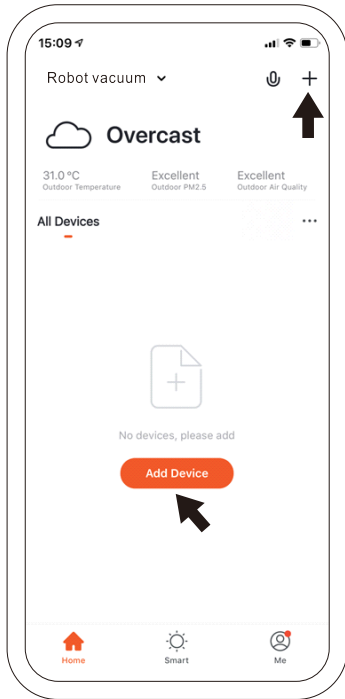 15:09
Robot vacuum
Overcast
31.0 °C Excellent Excellent
Outdoor Temperature Outdoor PM2.5 Outdoor Air Quality
All Devices
No devices, please add
Add Device
Home Smart Me